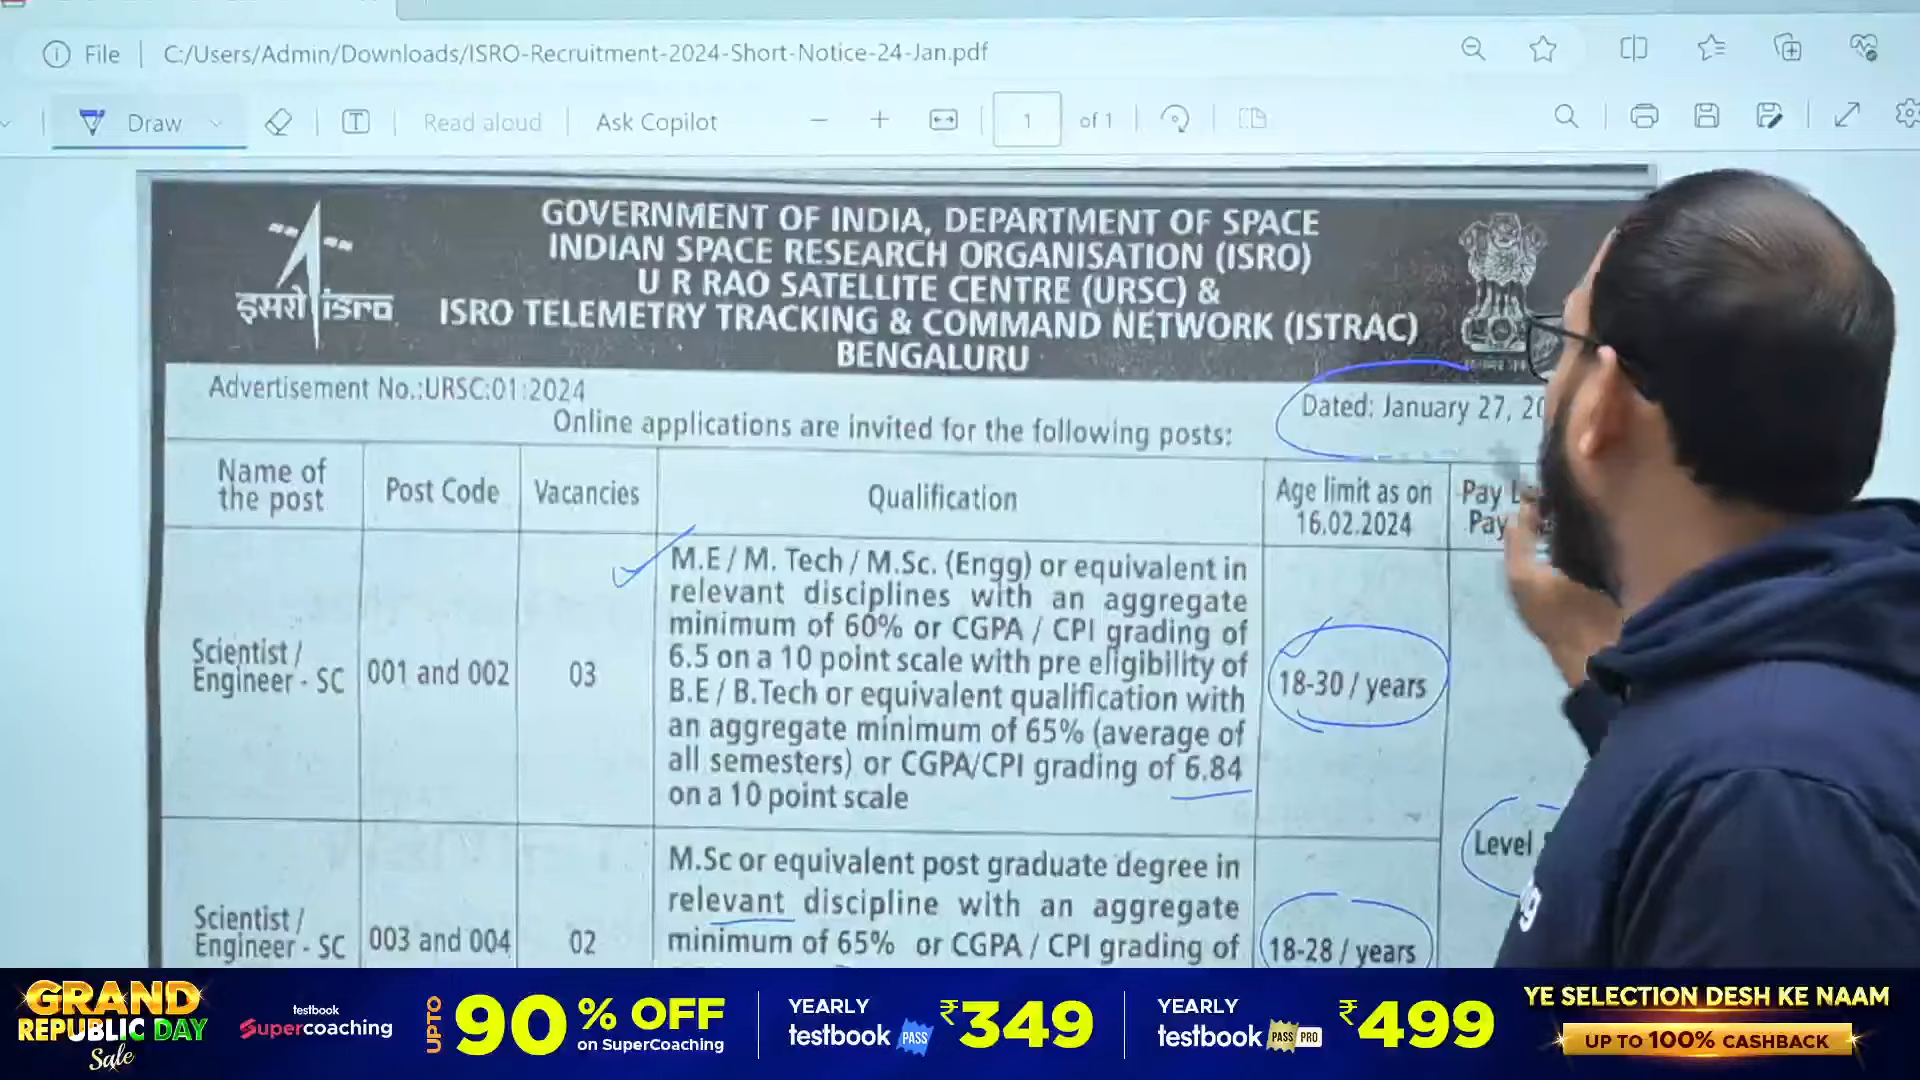 File
C:/Users/Admin/Downloads/ISRO-Recruitment-2024-Short-Notice-24-Jan.pdf
Draw
Read aloud
Ask Copilot
1
of 1
GOVERNMENT OF INDIA, DEPARTMENT OF SPACE
INDIAN SPACE RESEARCH ORGANISATION (ISRO)
U R RAO SATELLITE CENTRE (URSC) &
ISRO TELEMETRY TRACKING & COMMAND NETWORK (ISTRAC)
BENGALURU
इसरो isro
Advertisement No.:URSC:01:2024
Dated: January 27,
Online applications are invited for the following posts:
Name of
the post
Post Code
Vacancies
Qualification
Age limit as on
16.02.2024
Pay
Pay
Scientist /
Engineer - SC
001 and 002
03
M.E / M. Tech / M.Sc. (Engg) or equivalent in
relevant disciplines with an aggregate
minimum of 60% or CGPA / CPI grading of
6.5 on a 10 point scale with pre eligibility of
B.E / B.Tech or equivalent qualification with
an aggregate minimum of 65% (average of
all semesters) or CGPA/CPI grading of 6.84
on a 10 point scale
18-30 / years
Level
Scientist /
Engineer - SC
003 and 004
02
M.Sc or equivalent post graduate degree in
relevant discipline with an aggregate
minimum of 65% or CGPA / CPI grading of
18-28 / years
GRAND
REPUBLIC DAY
Sale
testbook
Supercoaching
UPTO
90% OFF
on SuperCoaching
YEARLY
testbook PASS
₹349
YEARLY
testbook PASS PRO
₹499
YE SELECTION DESH KE NAAM
UP TO 100% CASHBACK